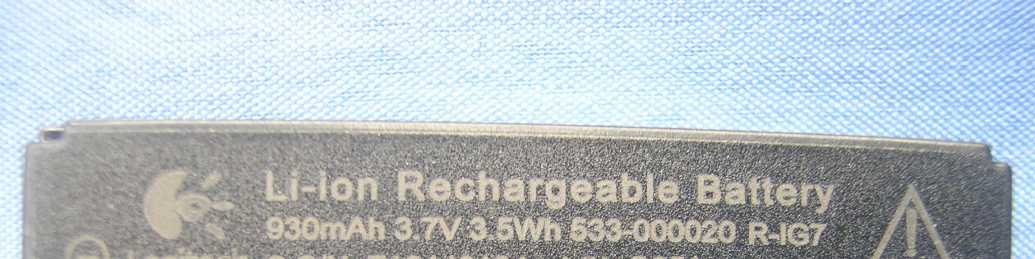 Li-ion Rechargeable Battery
930mAh 3.7V 3.5Wh 533-000020 R-IG7